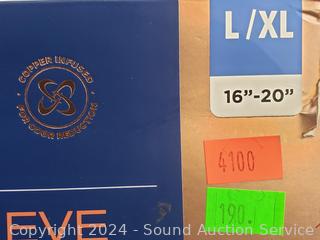 COPPER INFUSED
FOR ODOR REDUCTION
L/XL
16"-20"
4100
190.
EVE
Copyright 2024 - Sound Auction Service